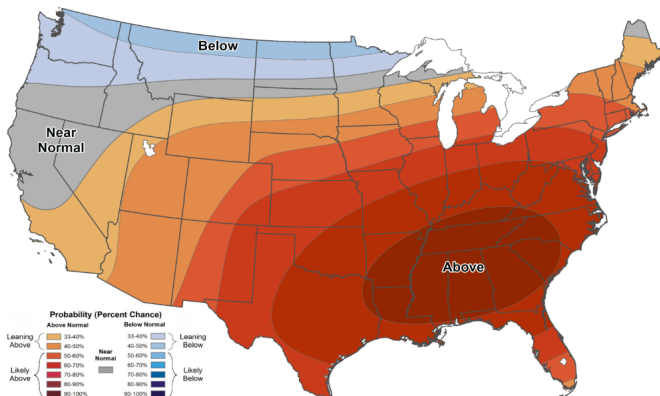 Below
Near
Normal
Above
Probability (Percent Chance)
Above Normal
Below Normal
Leaning
Above
33-40%
40-50%
Likely
Above
50-60%
60-70%
70-80%
80-90%
90-100%
Near
Normal
33-40%
40-50%
Leaning
Below
50-60%
60-70%
70-80%
80-90%
90-100%
Likely
Below